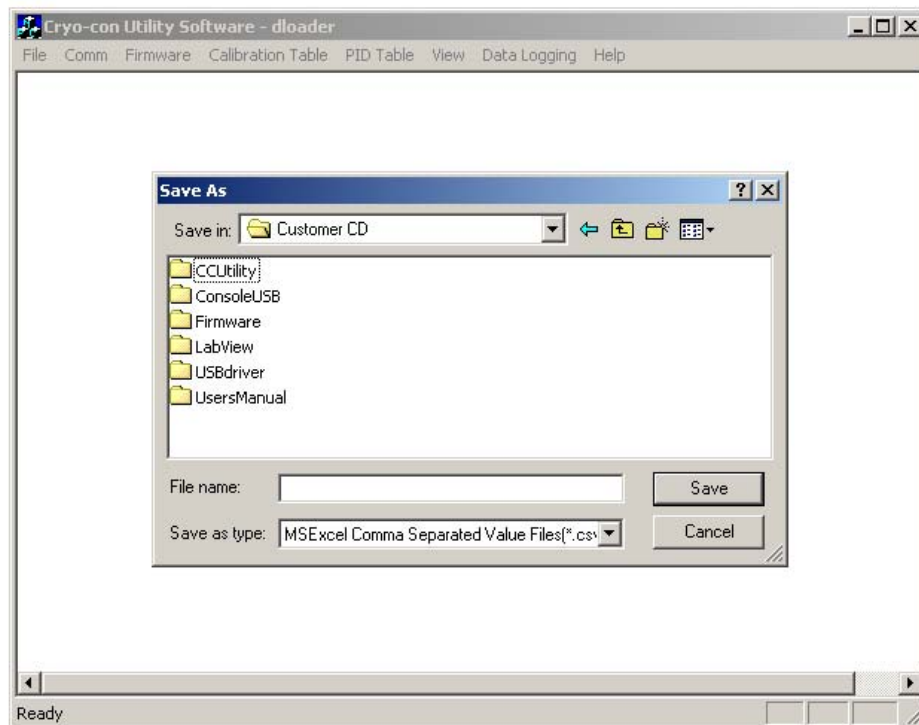 Cryo-con Utility Software - dloader
File Comm Firmware Calibration Table PID Table View Data Logging Help
Save As
Save in: Customer CD
CCUtility
ConsoleUSB
Firmware
LabView
USBdriver
UsersManual
File name:
Save
Save as type: MSExcel Comma Separated Value Files(*.csv
Cancel
Ready